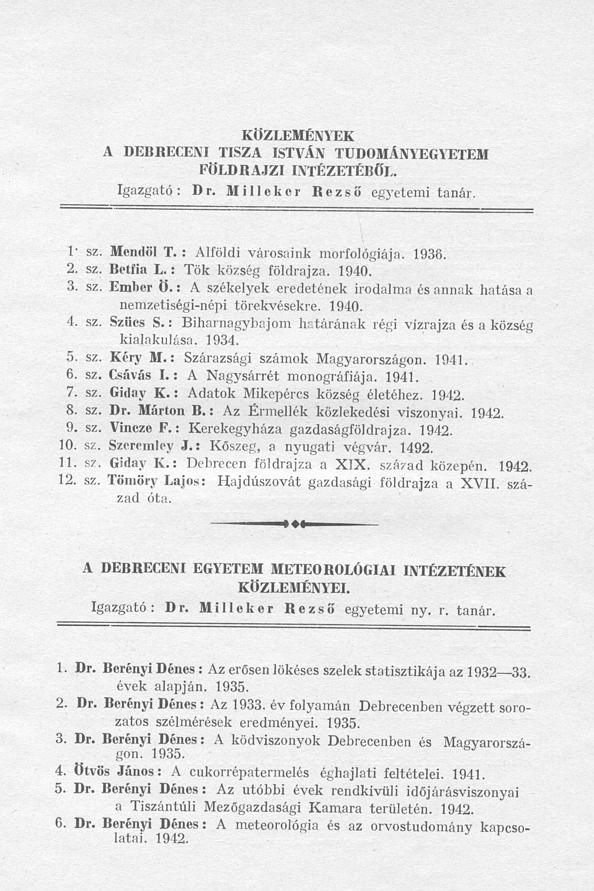 KÖZLEMÉNYEK
A DEBRECENI TISZA ISTVÁN TUDOMÁNYEGYETEM
FÖLDRAJZI INTÉZETÉBŐL.
Igazgató: Dr. Milleker Rezső egyetemi tanár.
1· sz. Mendöl T.: Alföldi városaink morfológiája. 1936.
2. sz. Betfia L.: Tök község földrajza. 1940.
3. sz. Ember Ö.: A székelyek eredetének irodalma és annak hatása a
nemzetiségi-népi törekvésekre. 1940.
4. sz. Szücs S.: Biharnagybajom határának régi vízrajza és a község
kialakulása. 1934.
5. sz. Kéry M.: Szárazsági számok Magyarországon. 1941.
6. sz. Csávás I.: A Nagysárrét monográfiája. 1941.
7. sz. Giday K.: Adatok Mikepércs község életéhez. 1942.
8. sz. Dr. Márton B.: Az Érmellék közlekedési viszonyai. 1942.
9. sz. Vincze F.: Kerekegyháza gazdaságföldrajza. 1942.
10. sz. Szeremley J.: Kőszeg, a nyugati végvár. 1492.
11. sz. Giday K.: Debrecen földrajza a XIX. század közepén. 1942.
12. sz. Tömöry Lajos: Hajdúszovát gazdasági földrajza a XVII. szá-
zad óta.
A DEBRECENI EGYETEM METEOROLÓGIAI INTÉZETÉNEK
KÖZLEMÉNYEI.
Igazgató: Dr. Milleker Rezső egyetemi ny. r. tanár.
1. Dr. Berényi Dénes: Az erősen lökéses szelek statisztikája az 1932—33.
évek alapján. 1935.
2. Dr. Berényi Dénes: Az 1933. év folyamán Debrecenben végzett soro-
zatos szélmérések eredményei. 1935.
3. Dr. Berényi Dénes: A ködviszonyok Debrecenben és Magyarorszá-
gon. 1935.
4. Ötvös János: A cukorrépatermelés éghajlati feltételei. 1941.
5. Dr. Berényi Dénes: Az utóbbi évek rendkívüli időjárásviszonyai
a Tiszántúli Mezőgazdasági Kamara területén. 1942.
6. Dr. Berényi Dénes: A meteorológia és az orvostudomány kapcso-
latai. 1942.